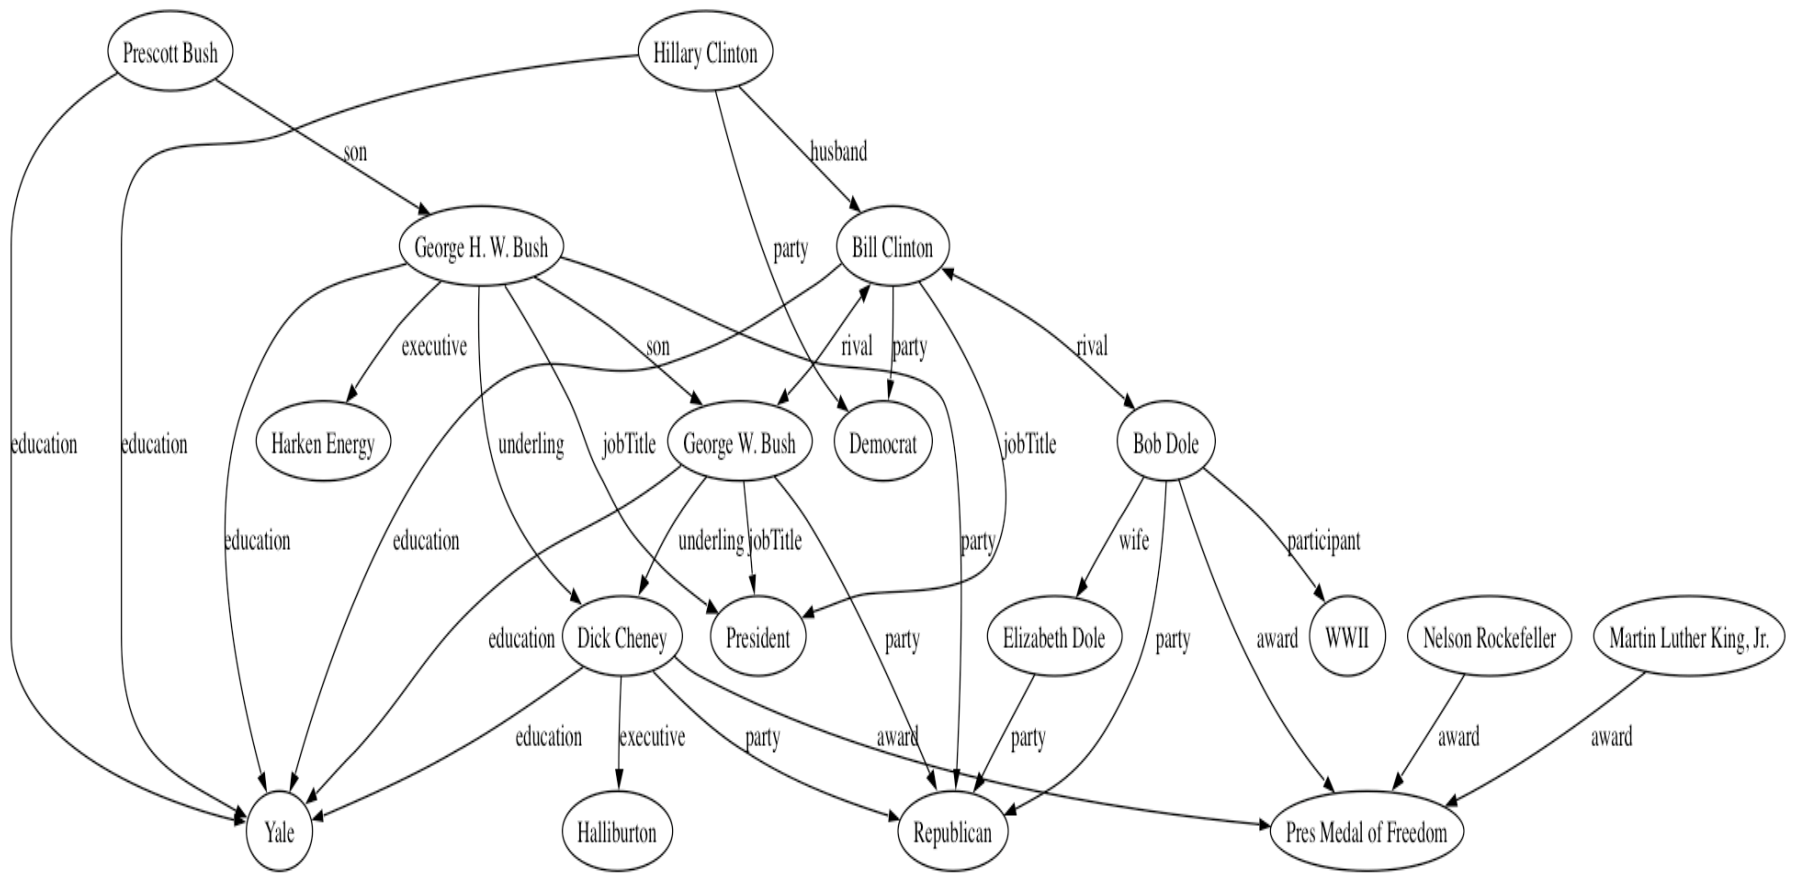 Prescott Bush
Hillary Clinton
son
husband
George H. W. Bush
party
Bill Clinton
executive
son
rival
party
rival
education
education
Harken Energy
underling
jobTitle
George W. Bush
Democrat
jobTitle
Bob Dole
education
education
underling
jobTitle
party
wife
participant
education
Dick Cheney
President
party
Elizabeth Dole
party
award
WWII
Nelson Rockefeller
Martin Luther King, Jr.
education
executive
party
award
party
award
award
Yale
Halliburton
Republican
Pres Medal of Freedom